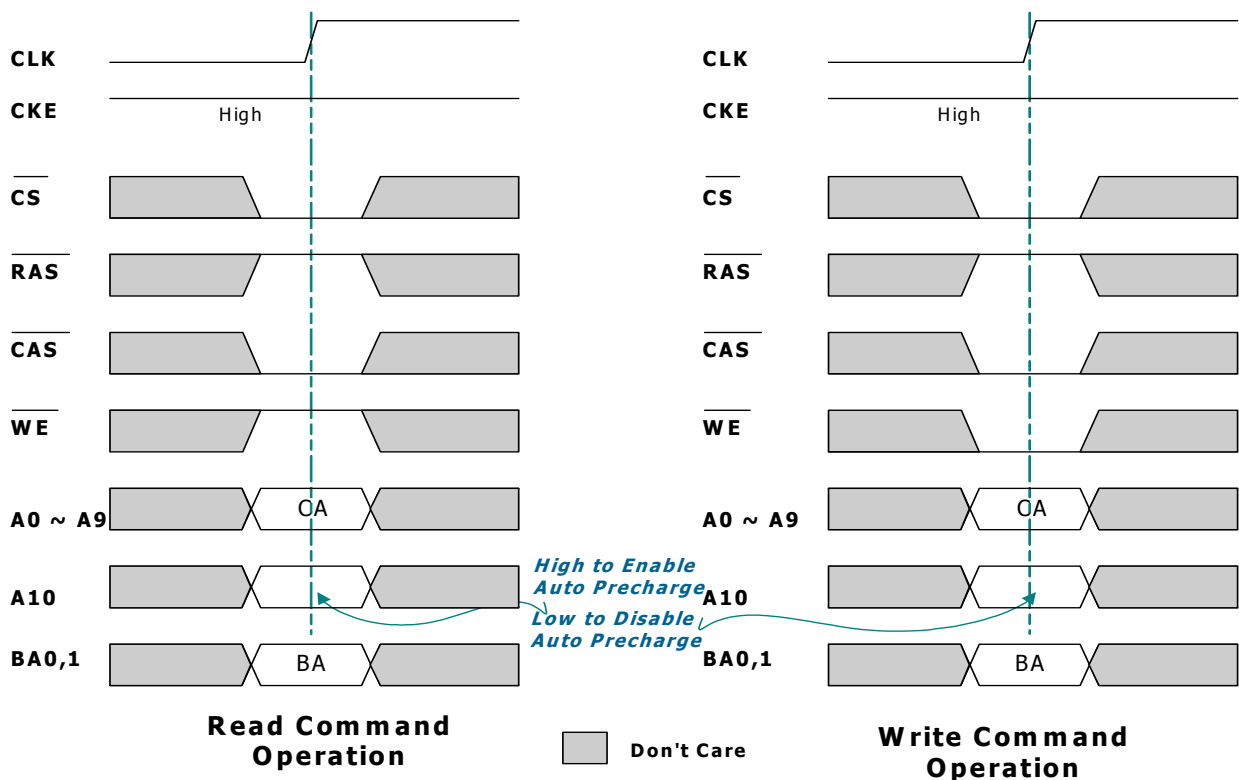 CLK
CKE
High
CS
RAS
CAS
WE
A0 ~ A9
CA
A10
BA0,1
BA
Read Command
Operation
High to Enable
Auto Precharge
Low to Disable
Auto Precharge
Don't Care
CLK
CKE
High
CS
RAS
CAS
WE
A0 ~ A9
CA
A10
BA0,1
BA
Write Command
Operation